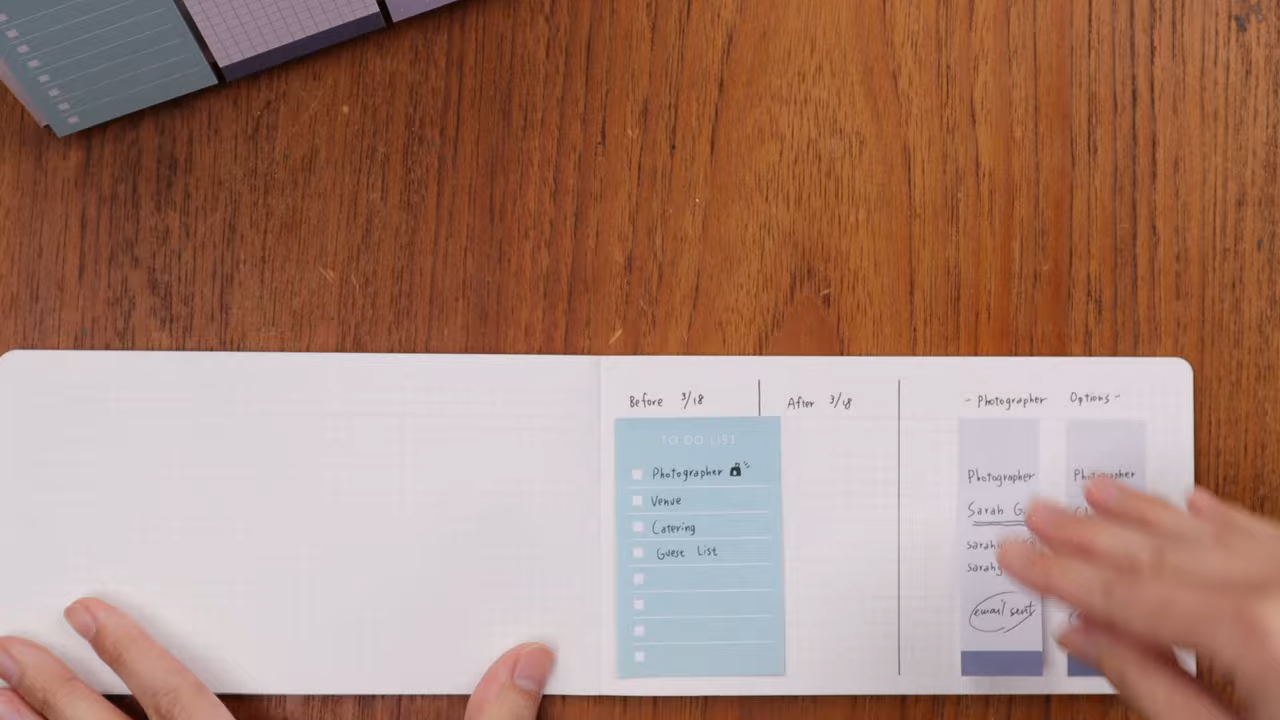 Before 3/18
After 3/18
- Photographer Options -
TO DO LIST
Photographer
Venue
Catering
Guest List
Photographer
Sarah G.
email sent
Photographer